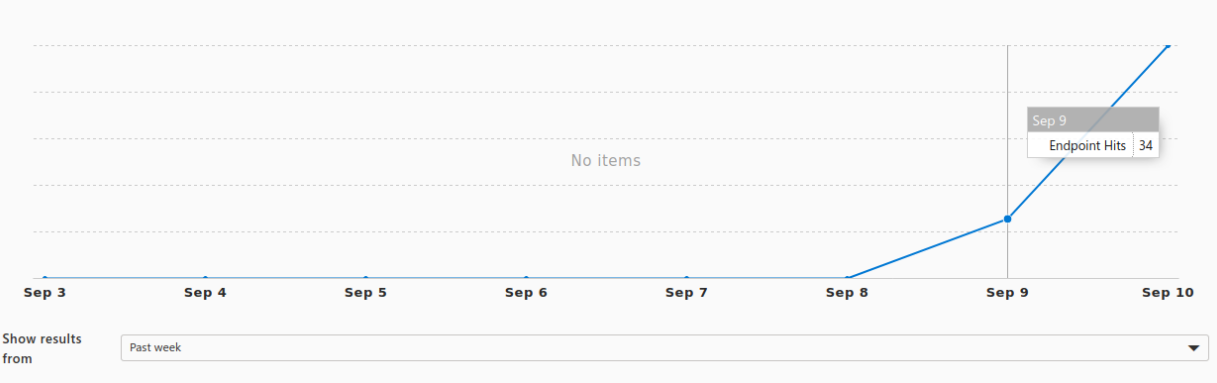 Sep 9
Endpoint Hits 34
No items
Sep 3 Sep 4 Sep 5 Sep 6 Sep 7 Sep 8 Sep 9 Sep 10
Show results
from
Past week